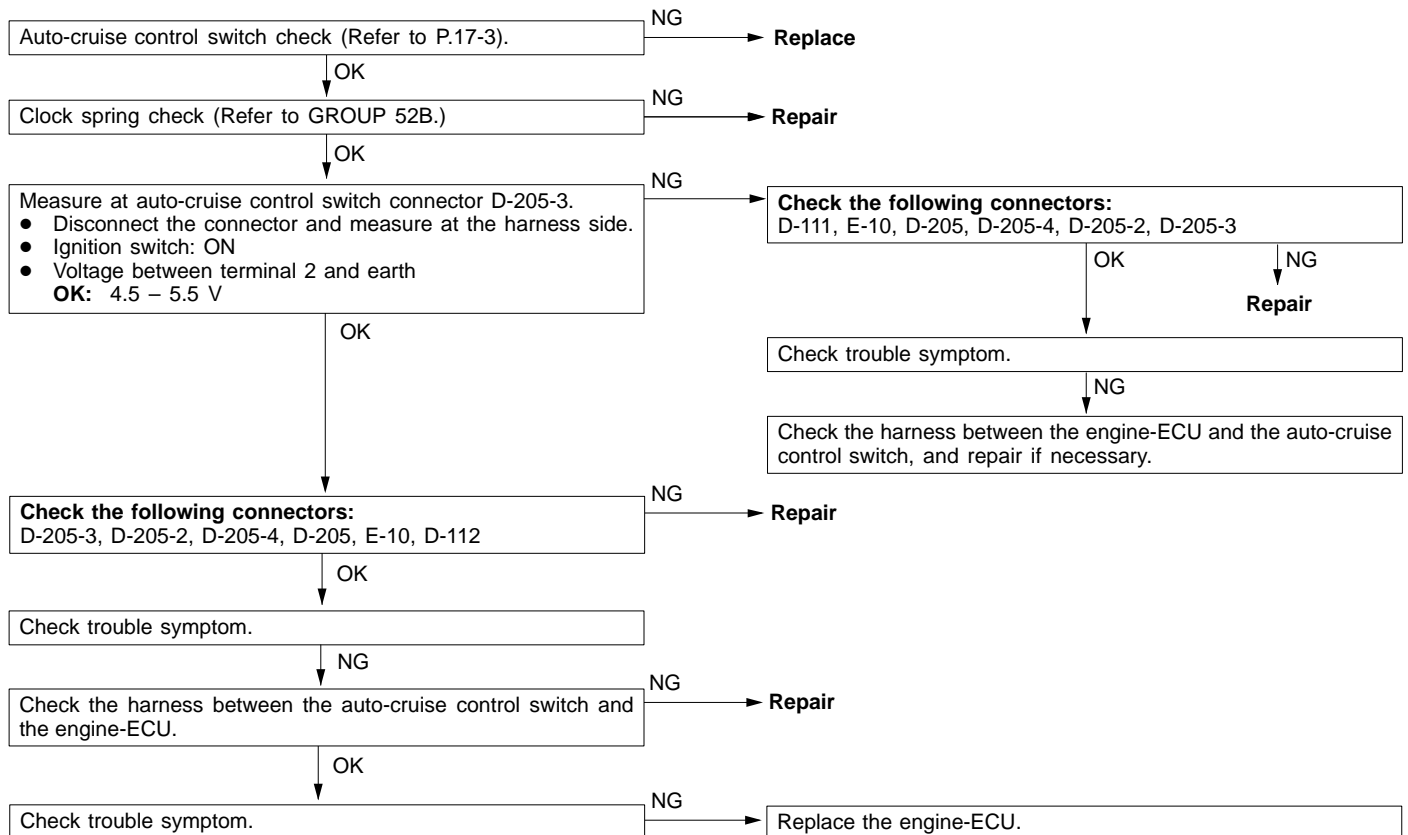 Auto-cruise control switch check (Refer to P.17-3).
NG
Replace
OK
Clock spring check (Refer to GROUP 52B.)
NG
Repair
OK
Measure at auto-cruise control switch connector D-205-3.
● Disconnect the connector and measure at the harness side.
● Ignition switch: ON
● Voltage between terminal 2 and earth
OK: 4.5 – 5.5 V
NG
Check the following connectors:
D-111, E-10, D-205, D-205-4, D-205-2, D-205-3
OK
NG
Repair
Check trouble symptom.
NG
Check the harness between the engine-ECU and the auto-cruise
control switch, and repair if necessary.
OK
Check the following connectors:
D-205-3, D-205-2, D-205-4, D-205, E-10, D-112
NG
Repair
OK
Check trouble symptom.
NG
Check the harness between the auto-cruise control switch and
the engine-ECU.
NG
Repair
OK
Check trouble symptom.
NG
Replace the engine-ECU.